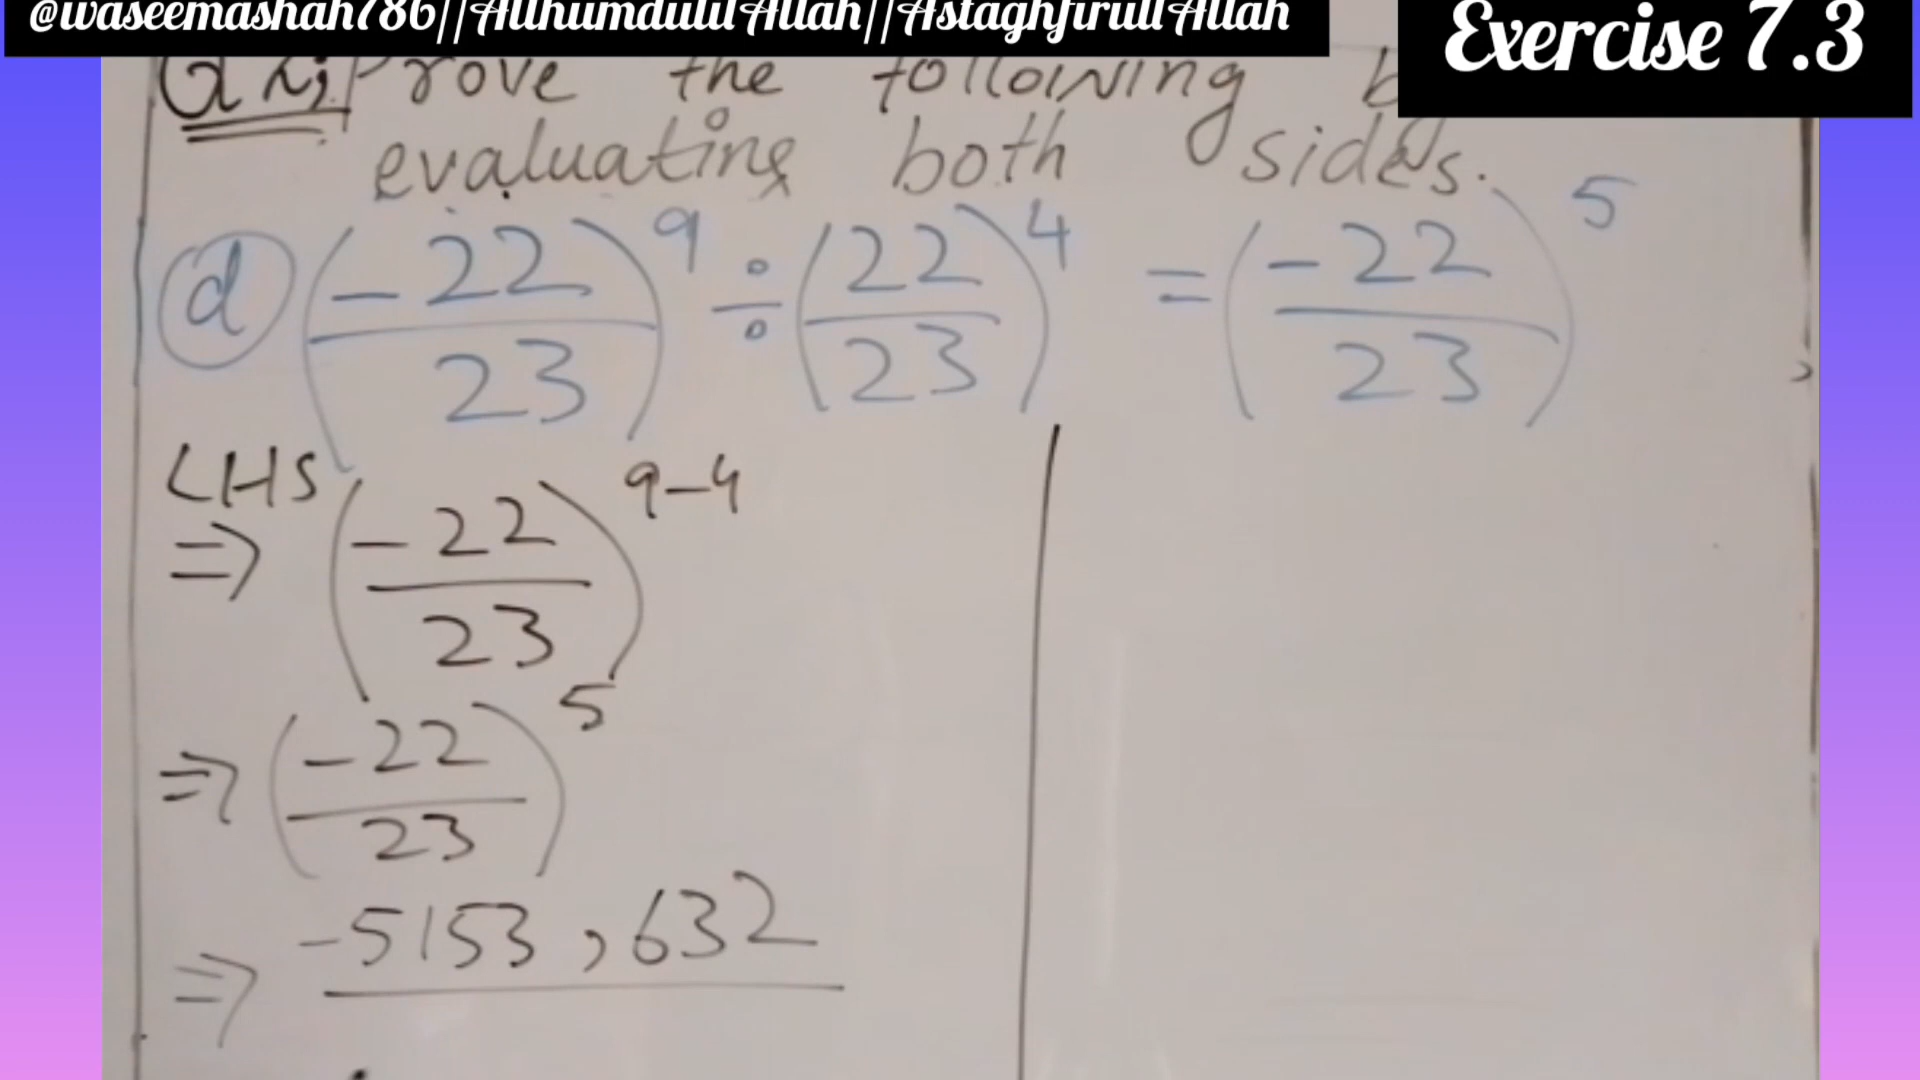 @waseemashah786//AlhumdulilAllah//AstaghfirullAllah
Exercise 7.3
Prove the following
evaluating both sides.
d (-22/23)^9 ÷ (22/23)^4 = (-22/23)^5
LHS
=> (-22/23)^9-4
=> (-22/23)^5
=> -5153,632